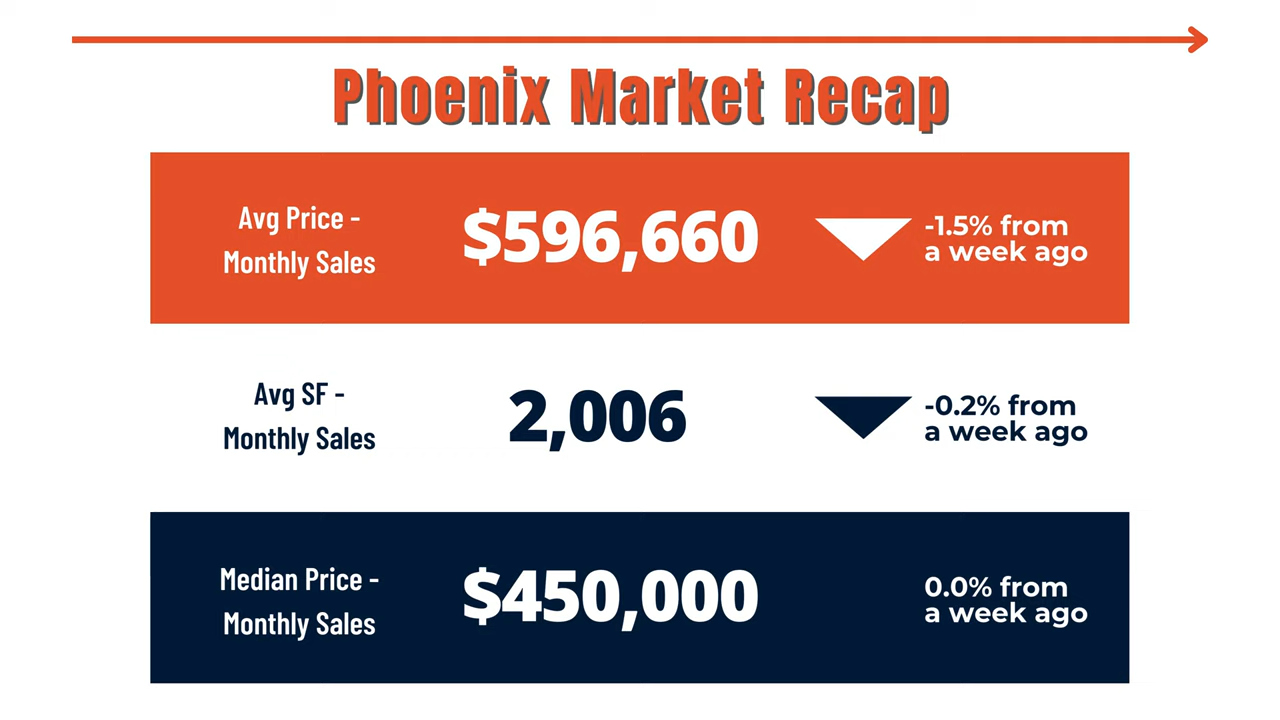 Phoenix Market Recap
Avg Price -
Monthly Sales
$596,660
-1.5% from
a week ago
Avg SF -
Monthly Sales
2,006
-0.2% from
a week ago
Median Price -
Monthly Sales
$450,000
0.0% from
a week ago